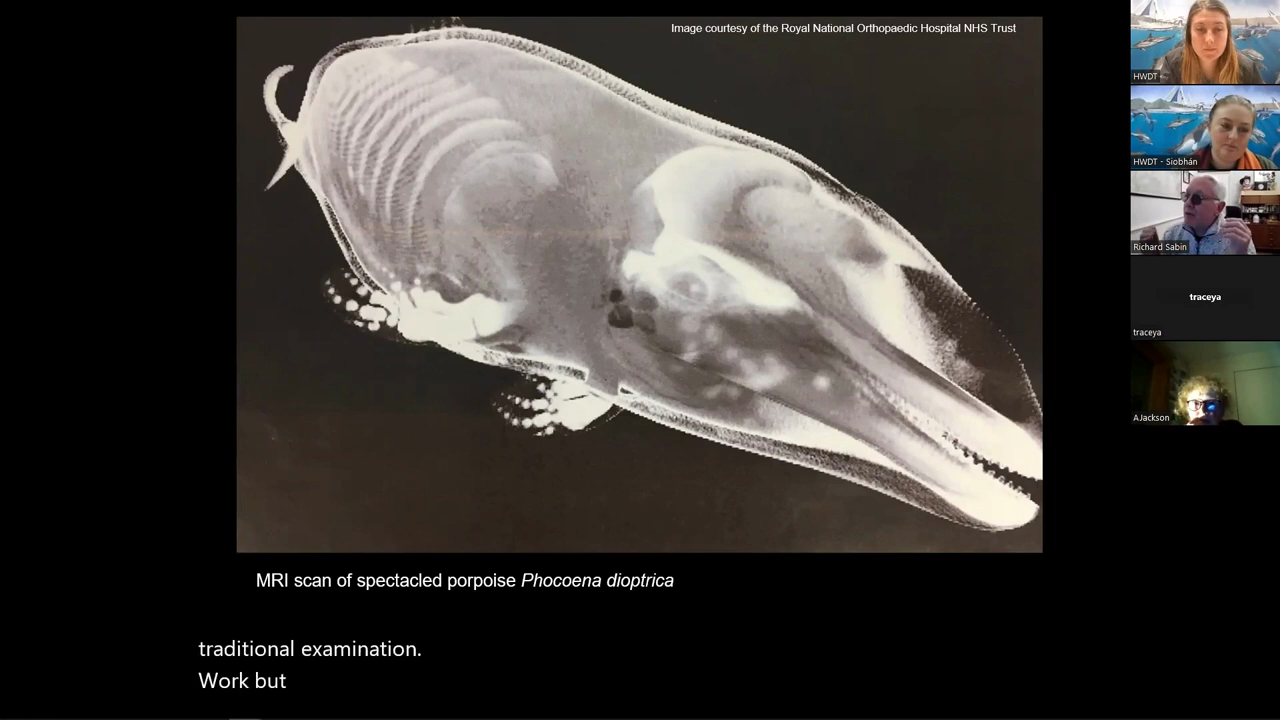 Image courtesy of the Royal National Orthopaedic Hospital NHS Trust
MRI scan of spectacled porpoise Phocoena dioptrica
traditional examination.
Work but
HWDT -
HWDT - Siobhán
Richard Sabin
traceya
traceya
AJackson